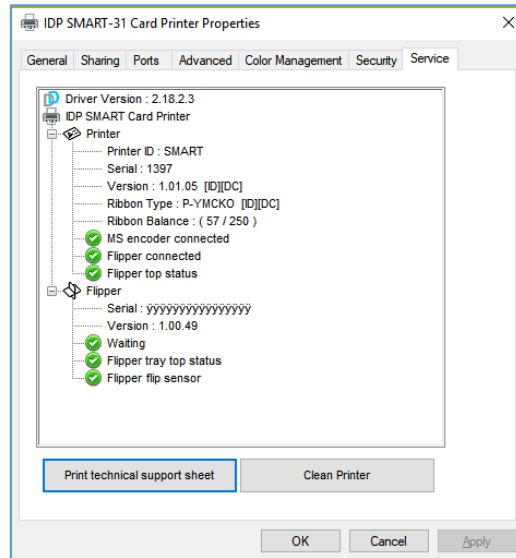 IDP SMART-31 Card Printer Properties
General Sharing Ports Advanced Color Management Security Service
Driver Version : 2.18.2.3
IDP SMART Card Printer
Printer
Printer ID : SMART
Serial : 1397
Version : 1.01.05 [ID][DC]
Ribbon Type : P-YMCKO [ID][DC]
Ribbon Balance : ( 57 / 250 )
MS encoder connected
Flipper connected
Flipper top status
Flipper
Serial : ÿÿÿÿÿÿÿÿÿÿÿÿÿÿÿÿ
Version : 1.00.49
Waiting
Flipper tray top status
Flipper flip sensor
Print technical support sheet Clean Printer
OK Cancel Apply